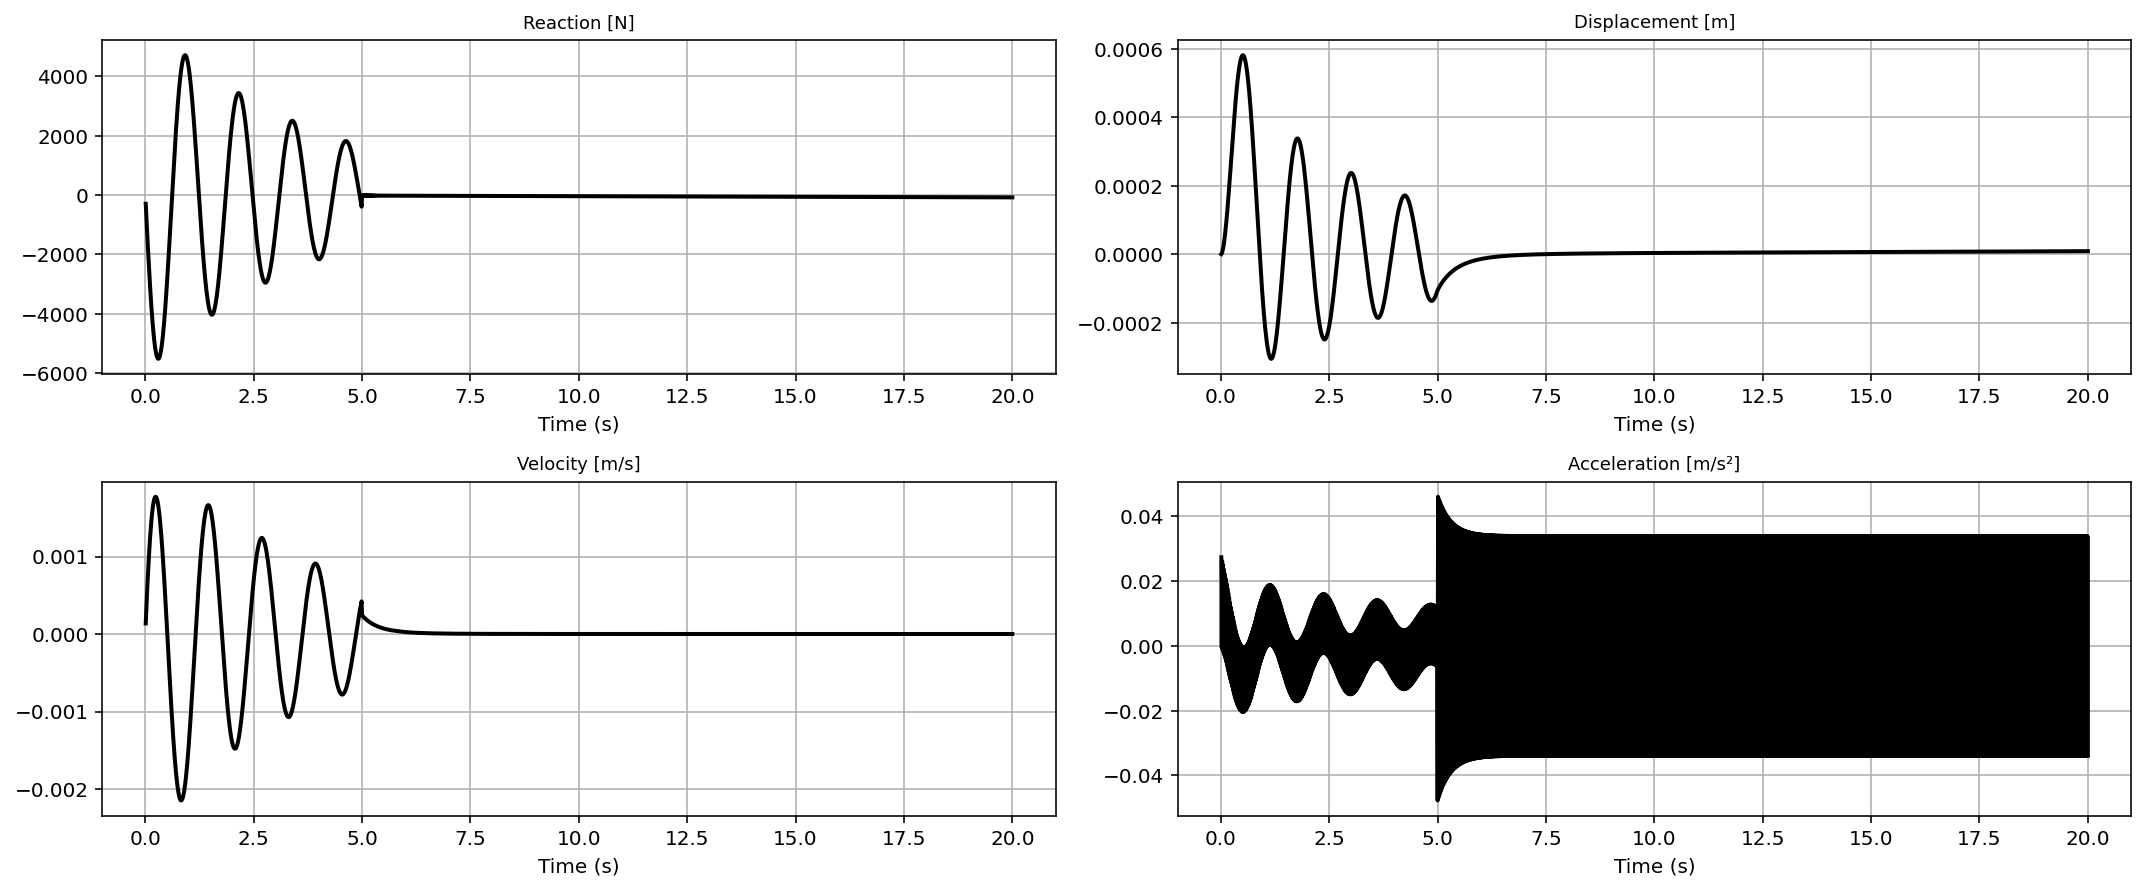 Reaction [N]
4000
2000
0
−2000
−4000
−6000
0.0 2.5 5.0 7.5 10.0 12.5 15.0 17.5 20.0
Time (s)
Displacement [m]
0.0006
0.0004
0.0002
0.0000
−0.0002
0.0 2.5 5.0 7.5 10.0 12.5 15.0 17.5 20.0
Time (s)
Velocity [m/s]
0.001
0.000
−0.001
−0.002
0.0 2.5 5.0 7.5 10.0 12.5 15.0 17.5 20.0
Time (s)
Acceleration [m/s²]
0.04
0.02
0.00
−0.02
−0.04
0.0 2.5 5.0 7.5 10.0 12.5 15.0 17.5 20.0
Time (s)